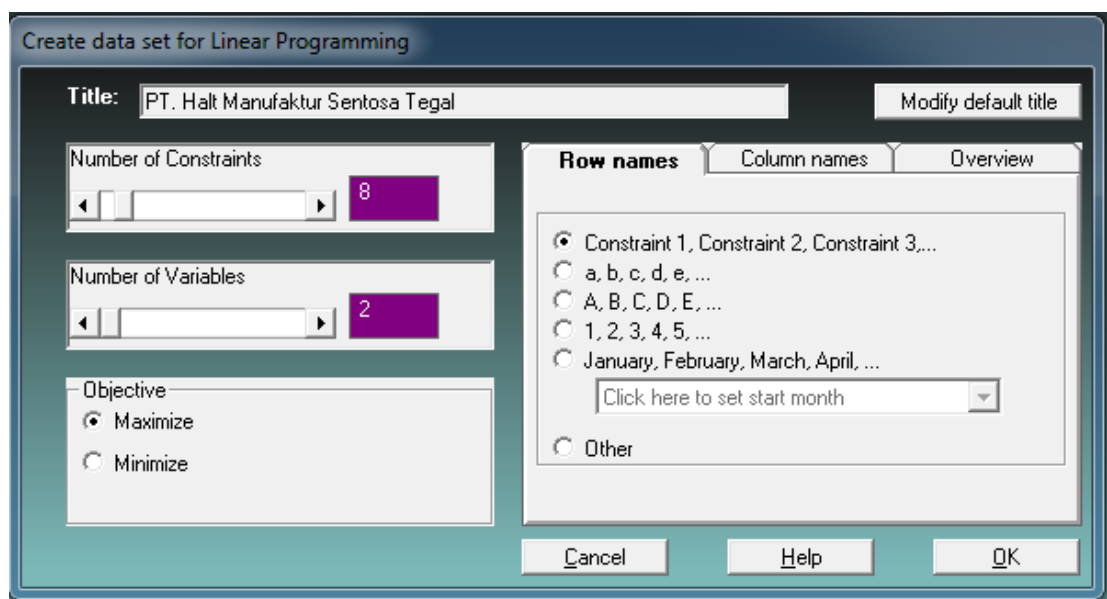 Create data set for Linear Programming
Title: PT. Halt Manufaktur Sentosa Tegal Modify default title
Number of Constraints
8
Number of Variables
2
Objective
Maximize
Minimize
Row names Column names Overview
Constraint 1, Constraint 2, Constraint 3,...
a, b, c, d, e, ...
A, B, C, D, E, ...
1, 2, 3, 4, 5, ...
January, February, March, April, ...
Click here to set start month
Other
Cancel Help OK